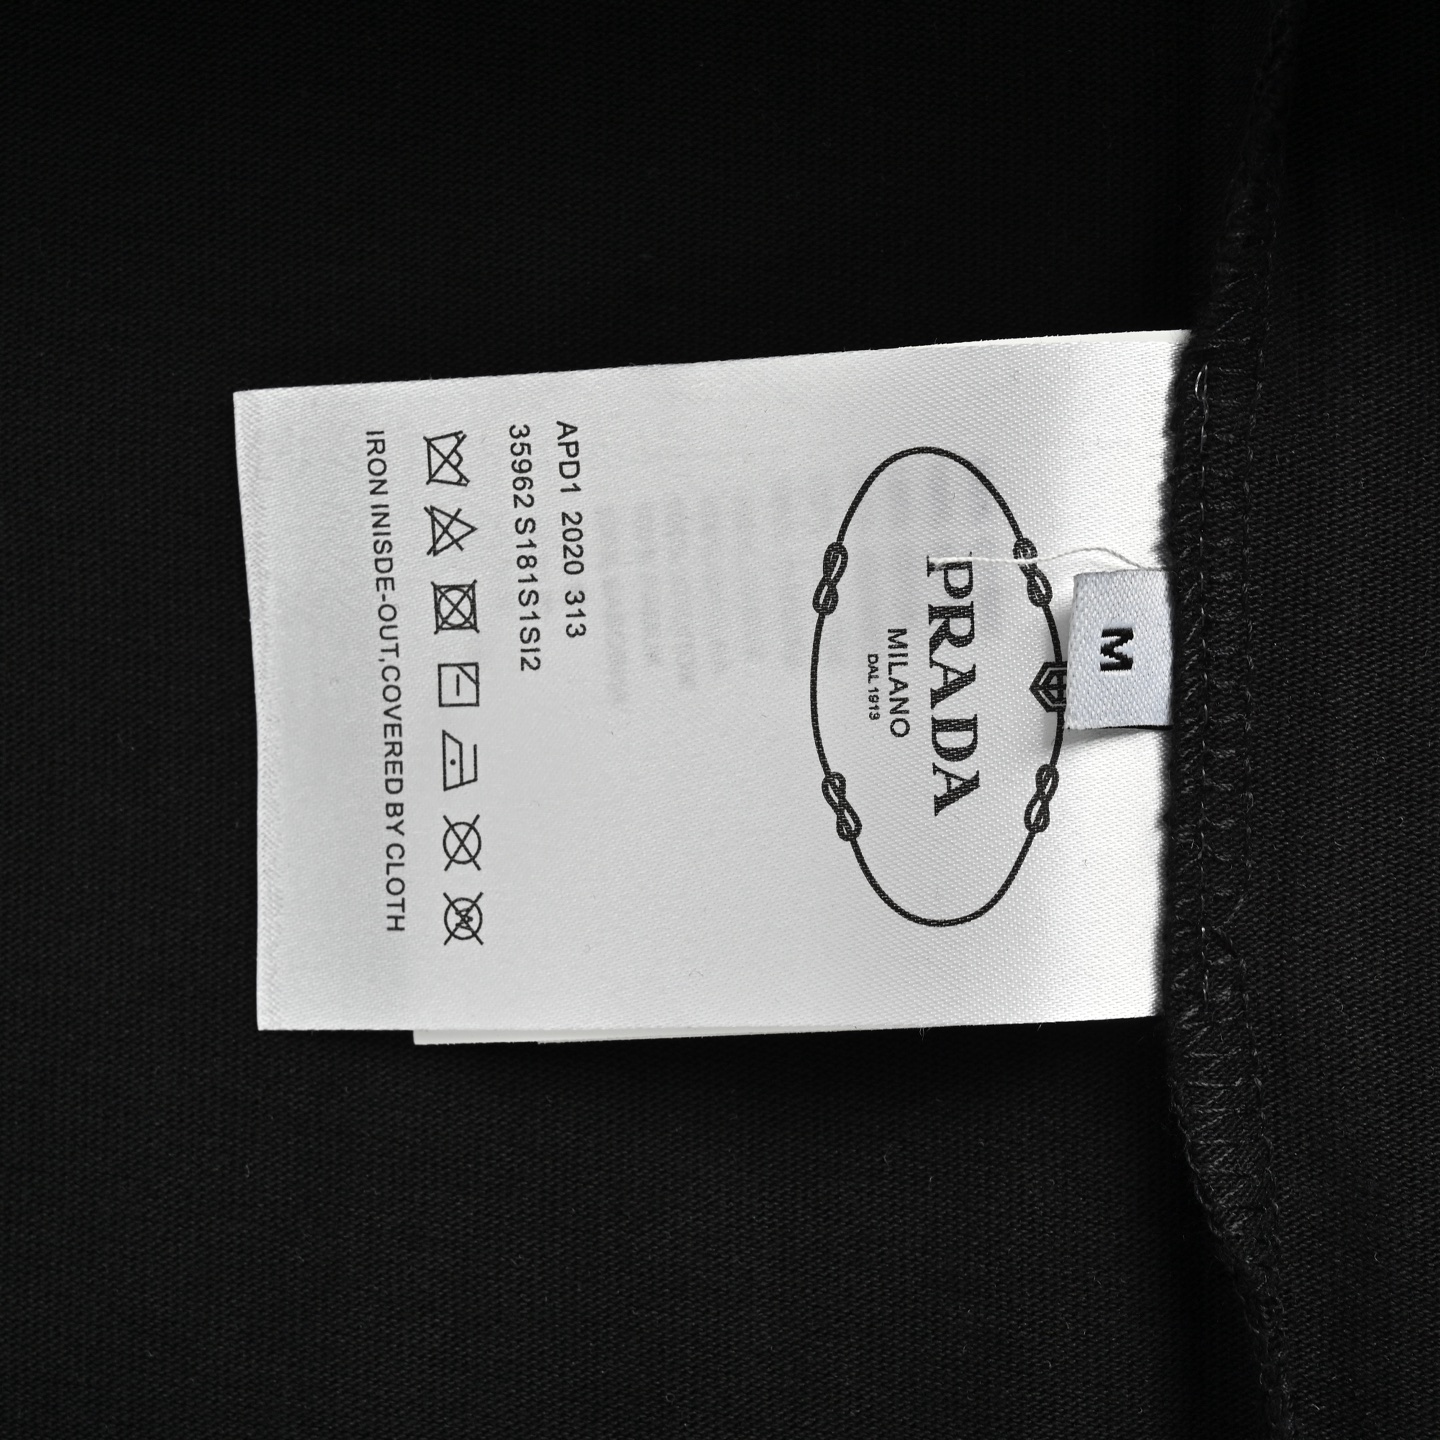 M
PRADA
MILANO
DAL 1913
APD1 2020 313
35962 S181S1SI2
IRON INISDE-OUT,COVERED BY CLOTH